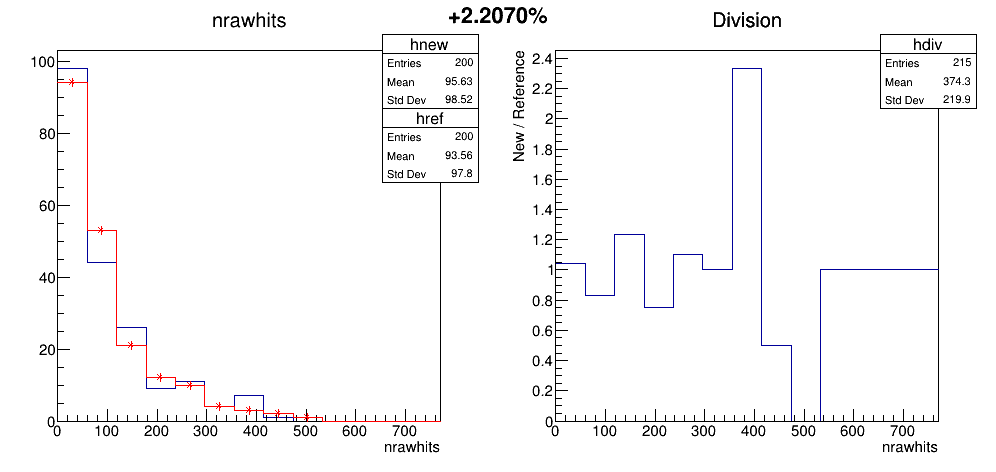 +2.2070%
nrawhits
hnew
Entries 200
Mean 95.63
Std Dev 98.52
href
Entries 200
Mean 93.56
Std Dev 97.8
100
80
60
40
20
0
0 100 200 300 400 500 600 700
nrawhits
Division
hdiv
Entries 215
Mean 374.3
Std Dev 219.9
New / Reference
2.4
2.2
2
1.8
1.6
1.4
1.2
1
0.8
0.6
0.4
0.2
0
0 100 200 300 400 500 600 700
nrawhits